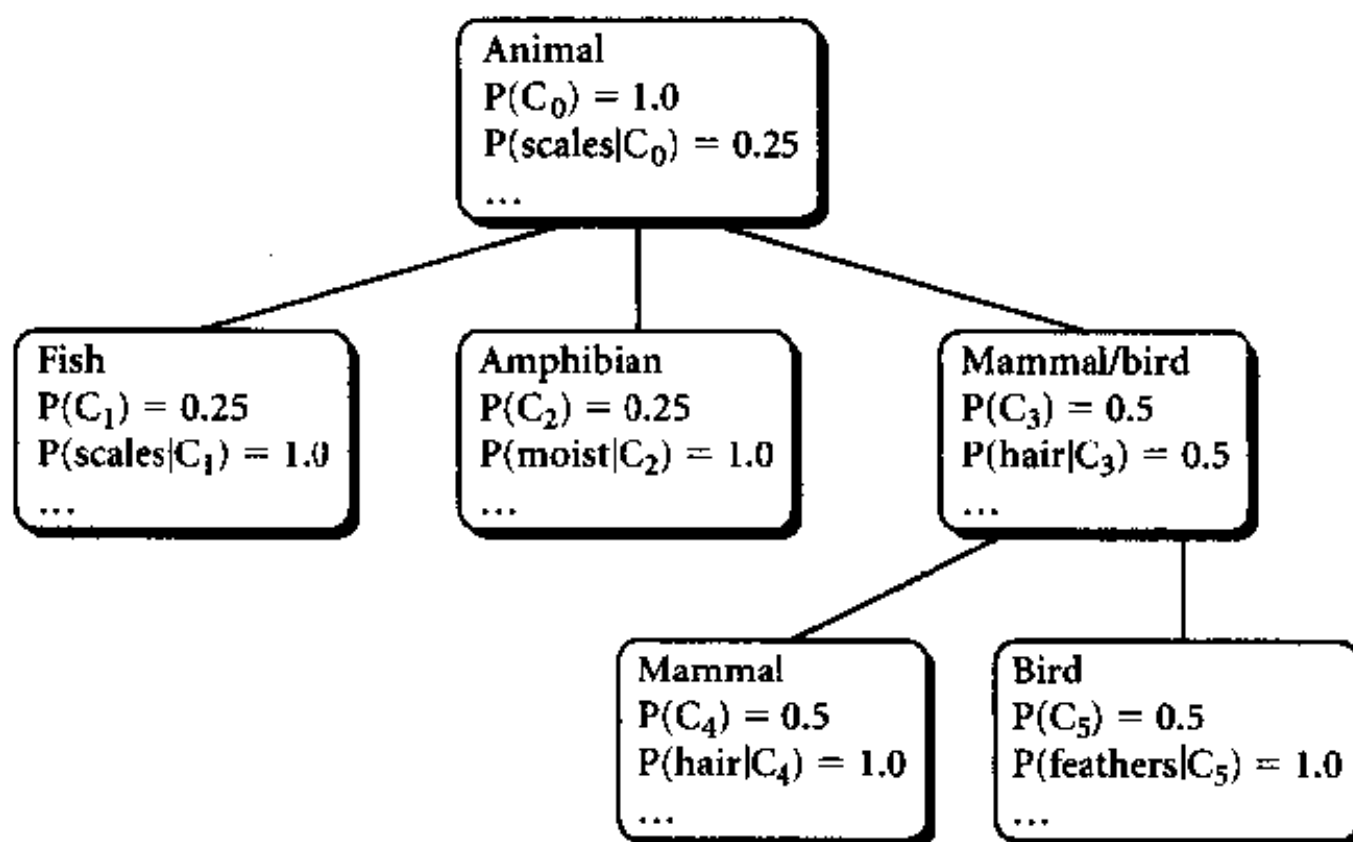 Animal
P(C₀) = 1.0
P(scales|C₀) = 0.25
...
Fish
P(C₁) = 0.25
P(scales|C₁) = 1.0
...
Amphibian
P(C₂) = 0.25
P(moist|C₂) = 1.0
...
Mammal/bird
P(C₃) = 0.5
P(hair|C₃) = 0.5
...
Mammal
P(C₄) = 0.5
P(hair|C₄) = 1.0
...
Bird
P(C₅) = 0.5
P(feathers|C₅) = 1.0
...